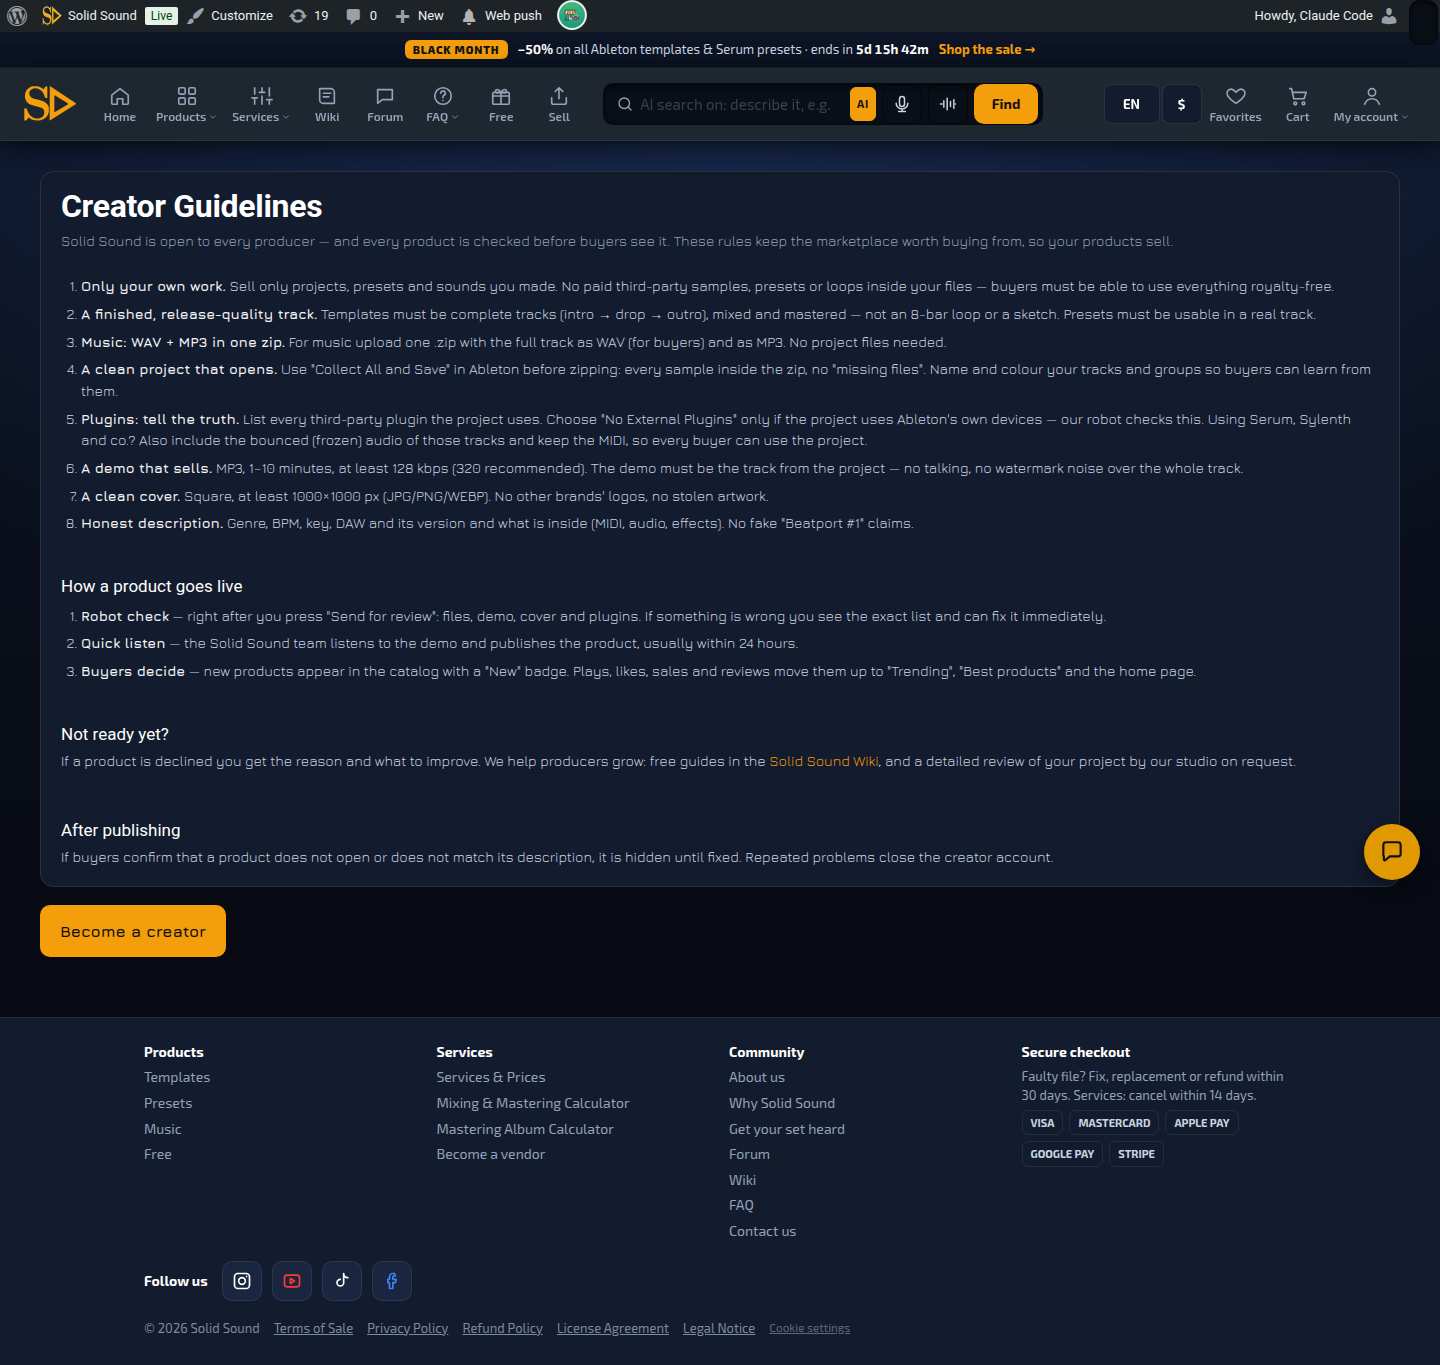 Solid Sound Live Customize 19 0 New Web push Howdy, Claude Code
BLACK MONTH −50% on all Ableton templates & Serum presets · ends in 5d 15h 42m Shop the sale →
SD Home Products Services Wiki Forum FAQ Free Sell AI search on: describe it, e.g. AI Find EN $ Favorites Cart My account
Creator Guidelines
Solid Sound is open to every producer — and every product is checked before buyers see it. These rules keep the marketplace worth buying from, so your products sell.
1. Only your own work. Sell only projects, presets and sounds you made. No paid third-party samples, presets or loops inside your files — buyers must be able to use everything royalty-free.
2. A finished, release-quality track. Templates must be complete tracks (intro → drop → outro), mixed and mastered — not an 8-bar loop or a sketch. Presets must be usable in a real track.
3. Music: WAV + MP3 in one zip. For music upload one .zip with the full track as WAV (for buyers) and as MP3. No project files needed.
4. A clean project that opens. Use "Collect All and Save" in Ableton before zipping: every sample inside the zip, no "missing files". Name and colour your tracks and groups so buyers can learn from
them.
5. Plugins: tell the truth. List every third-party plugin the project uses. Choose "No External Plugins" only if the project uses Ableton's own devices — our robot checks this. Using Serum, Sylenth
and co.? Also include the bounced (frozen) audio of those tracks and keep the MIDI, so every buyer can use the project.
6. A demo that sells. MP3, 1–10 minutes, at least 128 kbps (320 recommended). The demo must be the track from the project — no talking, no watermark noise over the whole track.
7. A clean cover. Square, at least 1000×1000 px (JPG/PNG/WEBP). No other brands' logos, no stolen artwork.
8. Honest description. Genre, BPM, key, DAW and its version and what is inside (MIDI, audio, effects). No fake "Beatport #1" claims.
How a product goes live
1. Robot check — right after you press "Send for review": files, demo, cover and plugins. If something is wrong you see the exact list and can fix it immediately.
2. Quick listen — the Solid Sound team listens to the demo and publishes the product, usually within 24 hours.
3. Buyers decide — new products appear in the catalog with a "New" badge. Plays, likes, sales and reviews move them up to "Trending", "Best products" and the home page.
Not ready yet?
If a product is declined you get the reason and what to improve. We help producers grow: free guides in the Solid Sound Wiki, and a detailed review of your project by our studio on request.
After publishing
If buyers confirm that a product does not open or does not match its description, it is hidden until fixed. Repeated problems close the creator account.
Become a creator
Products
Templates
Presets
Music
Free
Services
Services & Prices
Mixing & Mastering Calculator
Mastering Album Calculator
Become a vendor
Community
About us
Why Solid Sound
Get your set heard
Forum
Wiki
FAQ
Contact us
Secure checkout
Faulty file? Fix, replacement or refund within
30 days. Services: cancel within 14 days.
VISA MASTERCARD APPLE PAY
GOOGLE PAY STRIPE
Follow us
© 2026 Solid Sound Terms of Sale Privacy Policy Refund Policy License Agreement Legal Notice Cookie settings